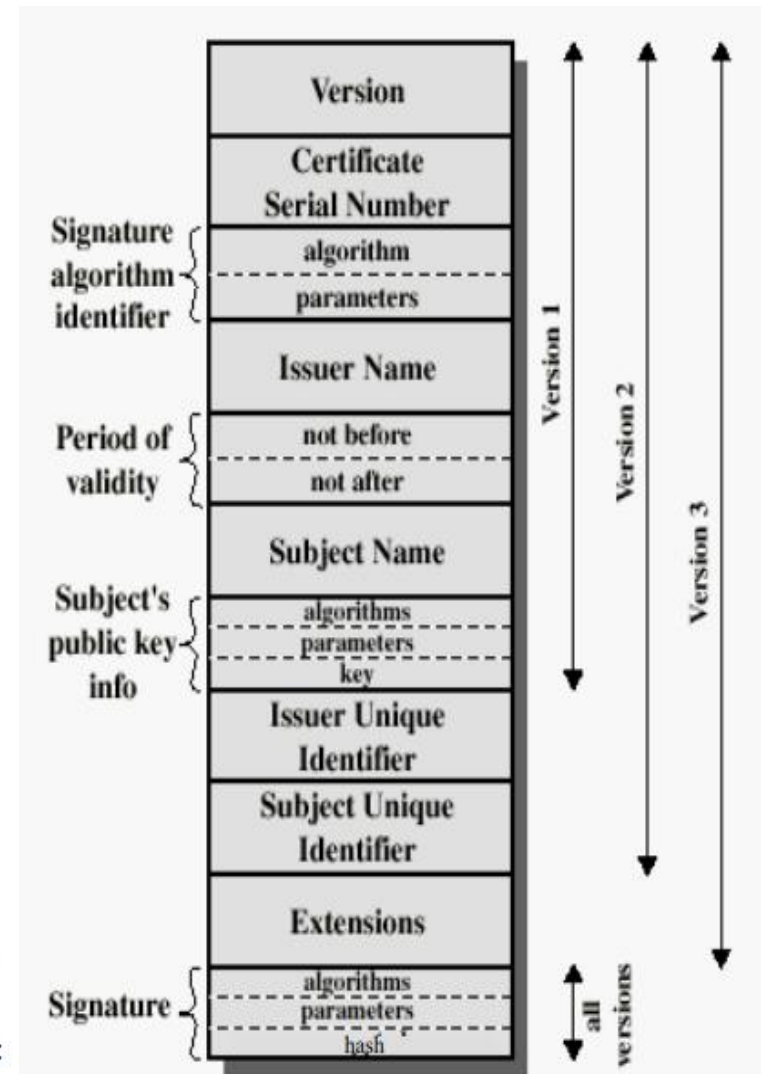 Version
Certificate
Serial Number
Signature
algorithm
identifier
algorithm
parameters
Issuer Name
Period of
validity
not before
not after
Subject Name
Subject's
public key
info
algorithms
parameters
key
Issuer Unique
Identifier
Subject Unique
Identifier
Extensions
Signature
algorithms
parameters
hash
Version 1
Version 2
Version 3
all
versions
: